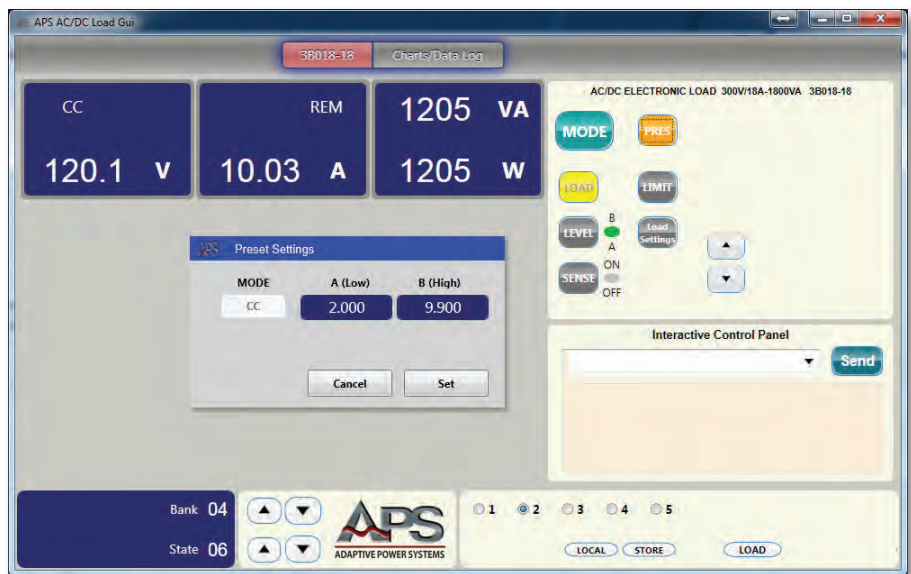 APS AC/DC Load Gui
3B018-18 Charts/Data Log
CC
120.1 V
REM
10.03 A
1205 VA
1205 W
AC/DC ELECTRONIC LOAD 300V/18A-1800VA 3B018-18
MODE PRES
LOAD LIMIT
LEVEL B A Load Settings
SENSE ON OFF
APS Preset Settings
MODE A (Low) B (High)
CC 2.000 9.900
Cancel Set
Interactive Control Panel
Send
Bank 04
State 06
APS
ADAPTIVE POWER SYSTEMS
1 2 3 4 5
LOCAL STORE LOAD